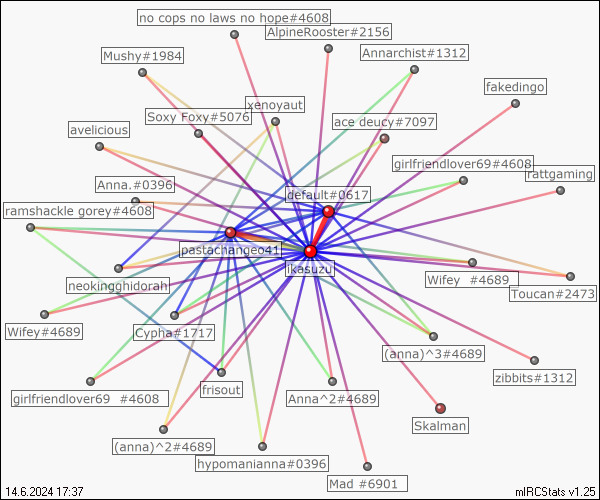 no cops no laws no hope#4608
AlpineRooster#2156
Mushy#1984
Annarchist#1312
fakedingo
xenoyaut
Soxy Foxy#5076
ace deucy#7097
avelicious
girlfriendlover69#4608
rattgaming
Anna.#0396
default#0617
ramshackle gorey#4608
pastachangeo41
ikasuzu
neokingghidorah
Wifey #4689
Toucan#2473
Wifey#4689
Cypha#1717
(anna)^3#4689
zibbits#1312
girlfriendlover69 #4608
frisout
Anna^2#4689
Skalman
(anna)^2#4689
hypomanianna#0396
Mad #6901
14.6.2024 17:37
mIRCStats v1.25